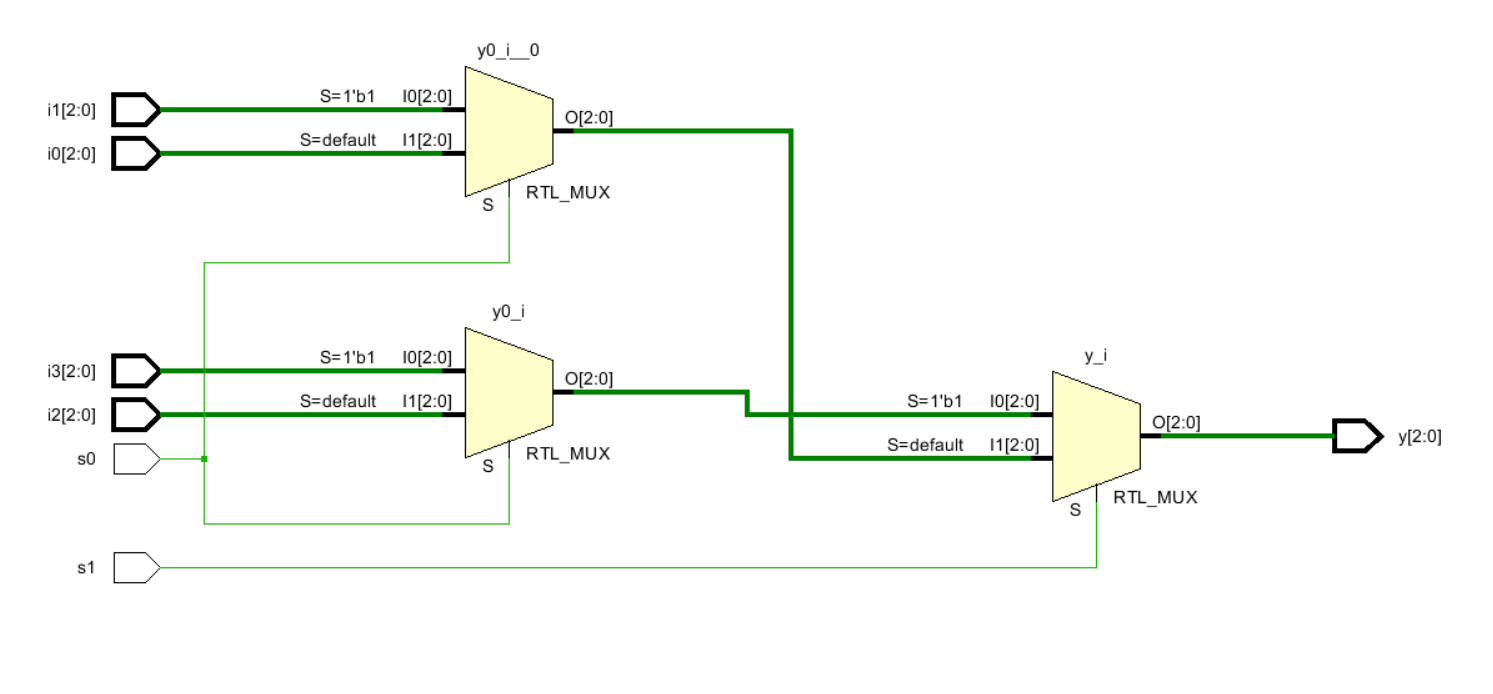 y0_i__0
S=1'b1 I0[2:0]
i1[2:0]
O[2:0]
S=default I1[2:0]
i0[2:0]
RTL_MUX
S
y0_i
S=1'b1 I0[2:0]
i3[2:0]
O[2:0]
S=default I1[2:0]
i2[2:0]
RTL_MUX
s0
S
y_i
S=1'b1 I0[2:0]
O[2:0]
y[2:0]
S=default I1[2:0]
RTL_MUX
S
s1